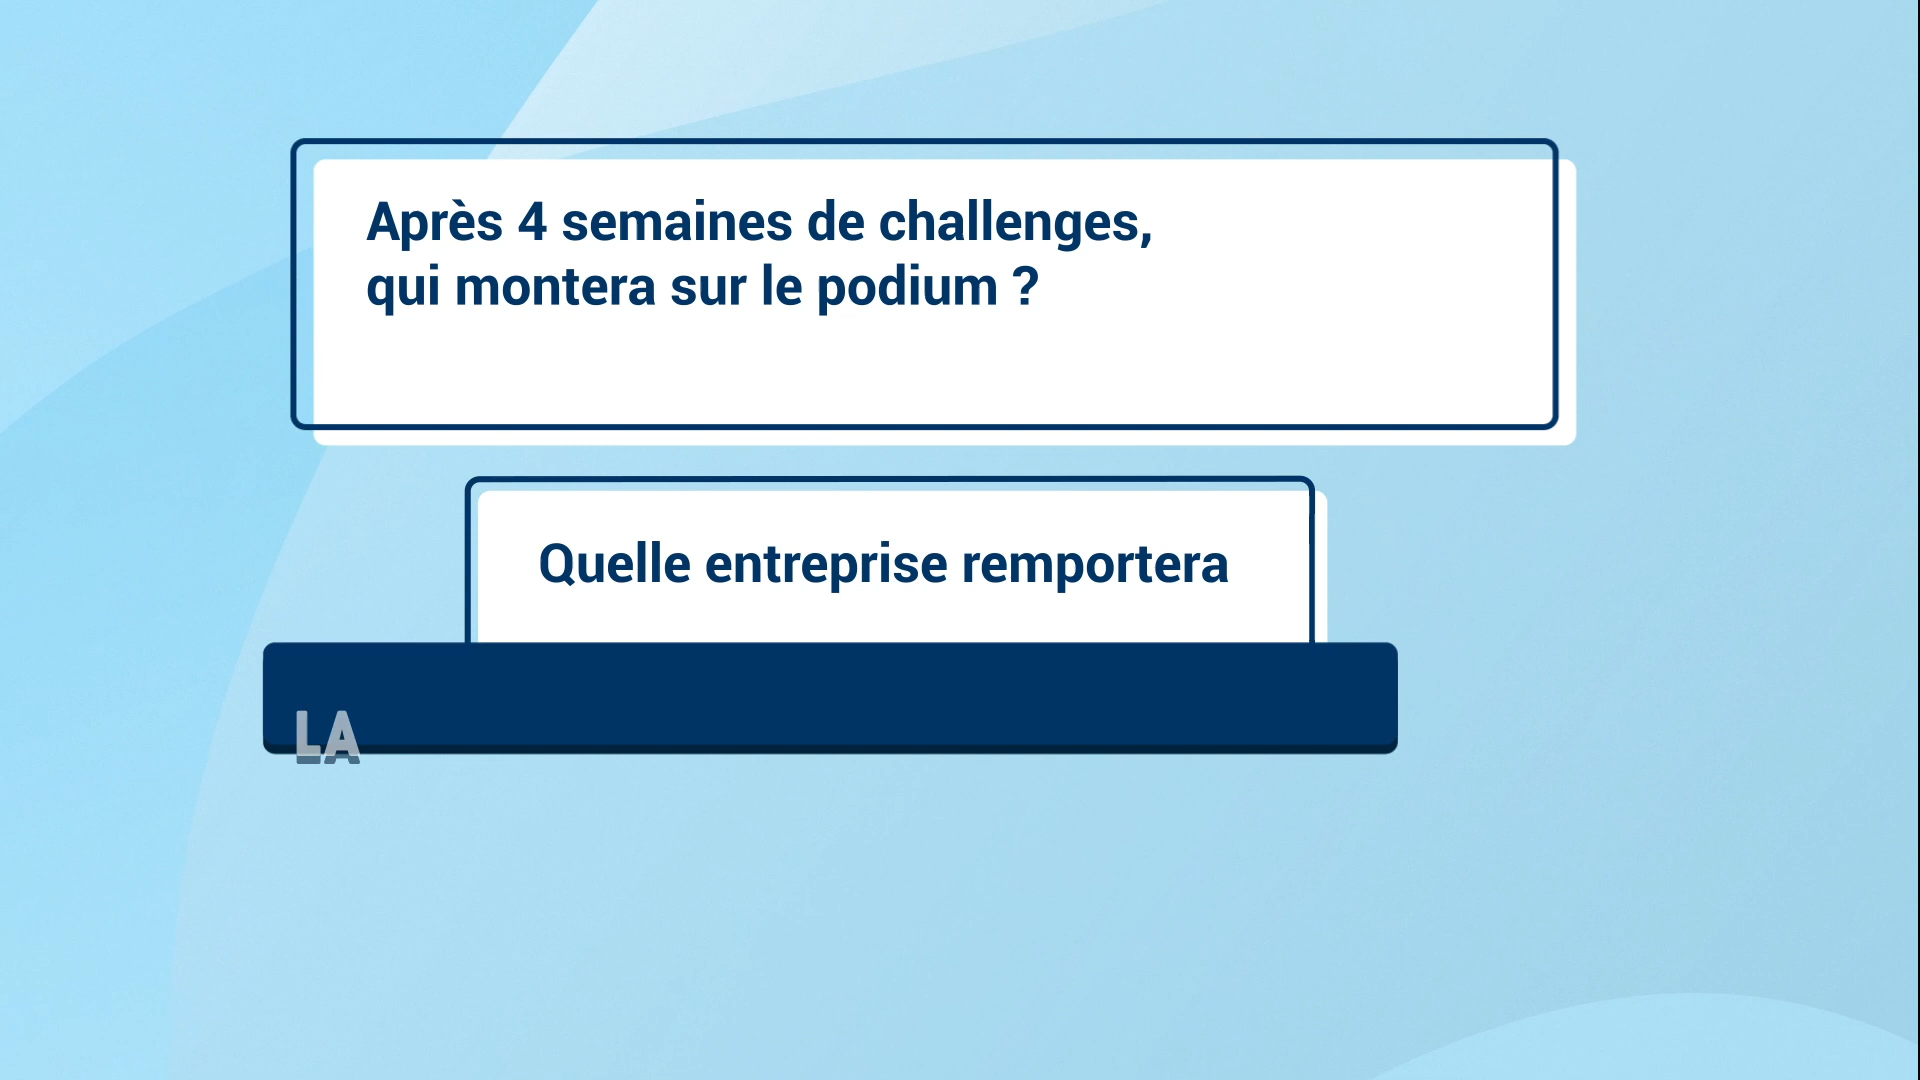 Après 4 semaines de challenges,
qui montera sur le podium ?
Quelle entreprise remportera
LA